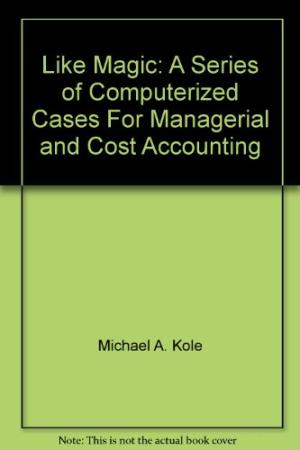 Like Magic: A Series
of Computerized
Cases For Managerial
and Cost Accounting
Michael A. Kole
Note: This is not the actual book cover